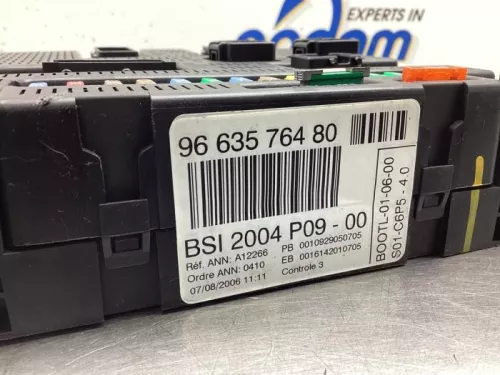 EXPERTS IN
96 635 764 80
BSI 2004 P09 - 00
Réf. ANN: A12266
PB 0010929050705
Ordre ANN: 0410
EB 0016142010705
07/08/2006 11:11
Controle 3
BOOTL-01-06-00
S01-C6P5 - 4.0